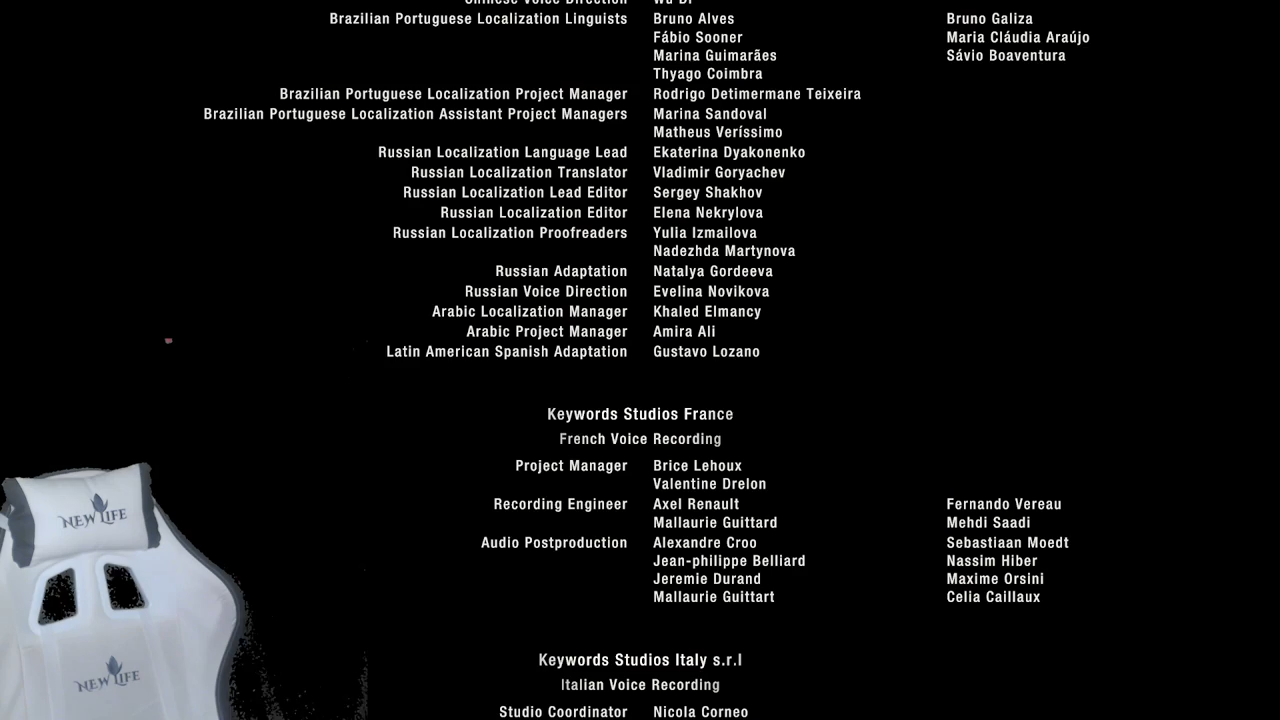 Chinese Voice Direction Wu Di
Brazilian Portuguese Localization Linguists Bruno Alves Bruno Galiza
Fábio Sooner Maria Cláudia Araújo
Marina Guimarães Sávio Boaventura
Thyago Coimbra
Brazilian Portuguese Localization Project Manager Rodrigo Detimermane Teixeira
Brazilian Portuguese Localization Assistant Project Managers Marina Sandoval
Matheus Veríssimo
Russian Localization Language Lead Ekaterina Dyakonenko
Russian Localization Translator Vladimir Goryachev
Russian Localization Lead Editor Sergey Shakhov
Russian Localization Editor Elena Nekrylova
Russian Localization Proofreaders Yulia Izmailova
Nadezhda Martynova
Russian Adaptation Natalya Gordeeva
Russian Voice Direction Evelina Novikova
Arabic Localization Manager Khaled Elmancy
Arabic Project Manager Amira Ali
Latin American Spanish Adaptation Gustavo Lozano
Keywords Studios France
French Voice Recording
Project Manager Brice Lehoux
Valentine Drelon
Recording Engineer Axel Renault Fernando Vereau
Mallaurie Guittard Mehdi Saadi
Audio Postproduction Alexandre Croo Sebastiaan Moedt
Jean-philippe Belliard Nassim Hiber
Jeremie Durand Maxime Orsini
Mallaurie Guittart Celia Caillaux
Keywords Studios Italy s.r.l
Italian Voice Recording
Studio Coordinator Nicola Corneo
NEW LIFE
NEW LIFE